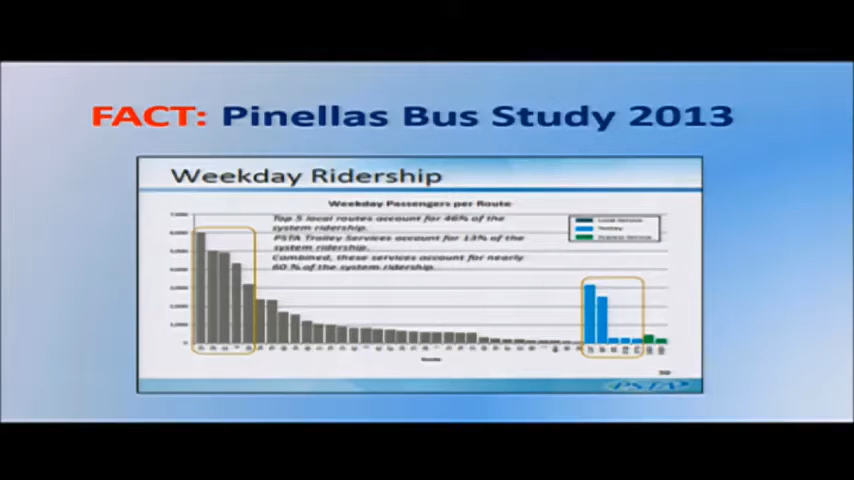 FACT: Pinellas Bus Study 2013
Weekday Ridership
Weekday Passengers per Route
Top 5 local routes account for 46% of the
system ridership.
PSTA Trolley Services account for 13% of the
system ridership.
Combined, these services account for nearly
60 % of the system ridership.
Local Service
Trolley
Express Service
Route
PSTA